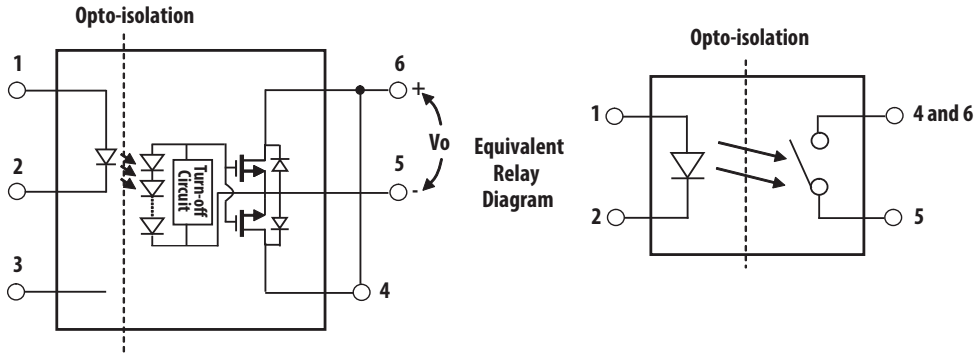 Opto-isolation
1
2
3
Turn-off
Circuit
6
+
Vo
5
-
4
Equivalent
Relay
Diagram
Opto-isolation
1
2
4 and 6
5